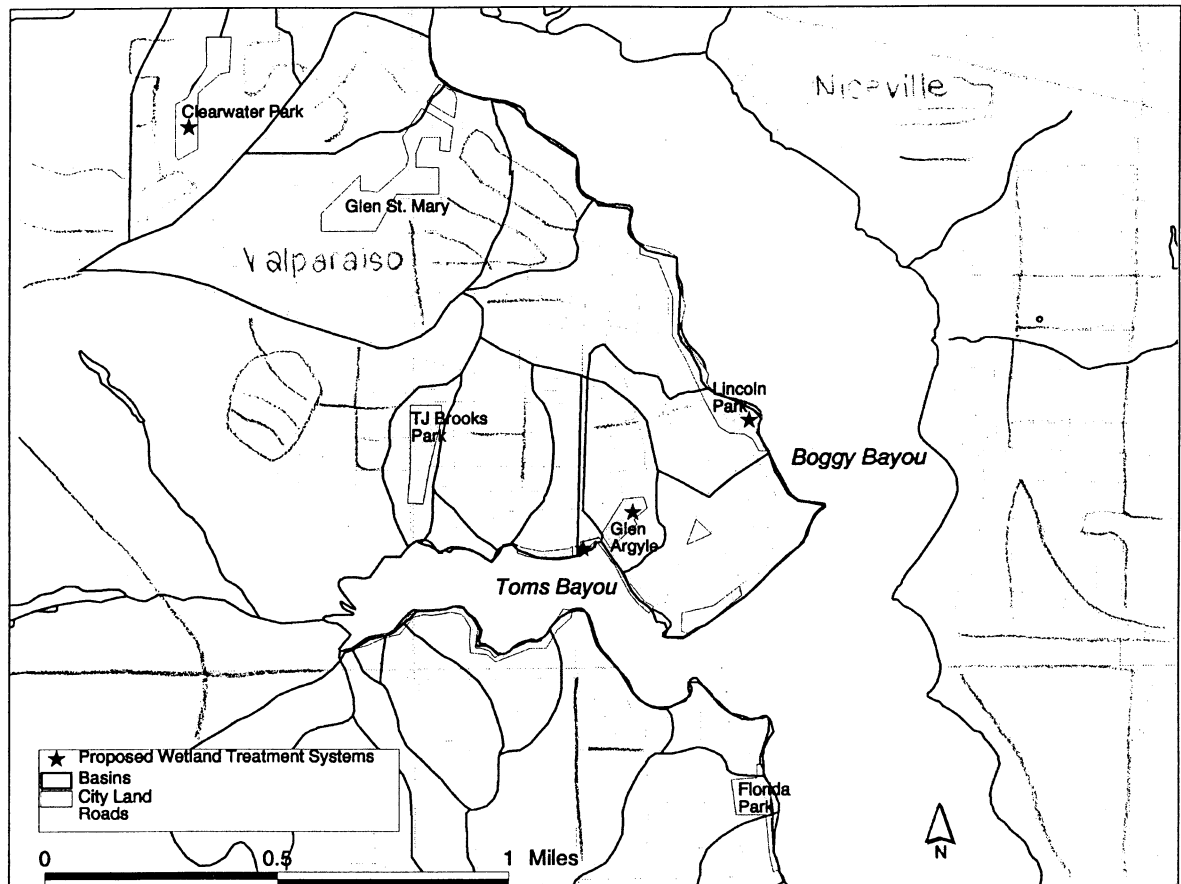 Niceville
Clearwater Park
Glen St. Mary
Valparaiso
Lincoln
Park
TJ Brooks
Park
Boggy Bayou
Glen
Argyle
Toms Bayou
Proposed Wetland Treatment Systems
Basins
City Land
Roads
Florida
Park
N
0 0.5 1 Miles